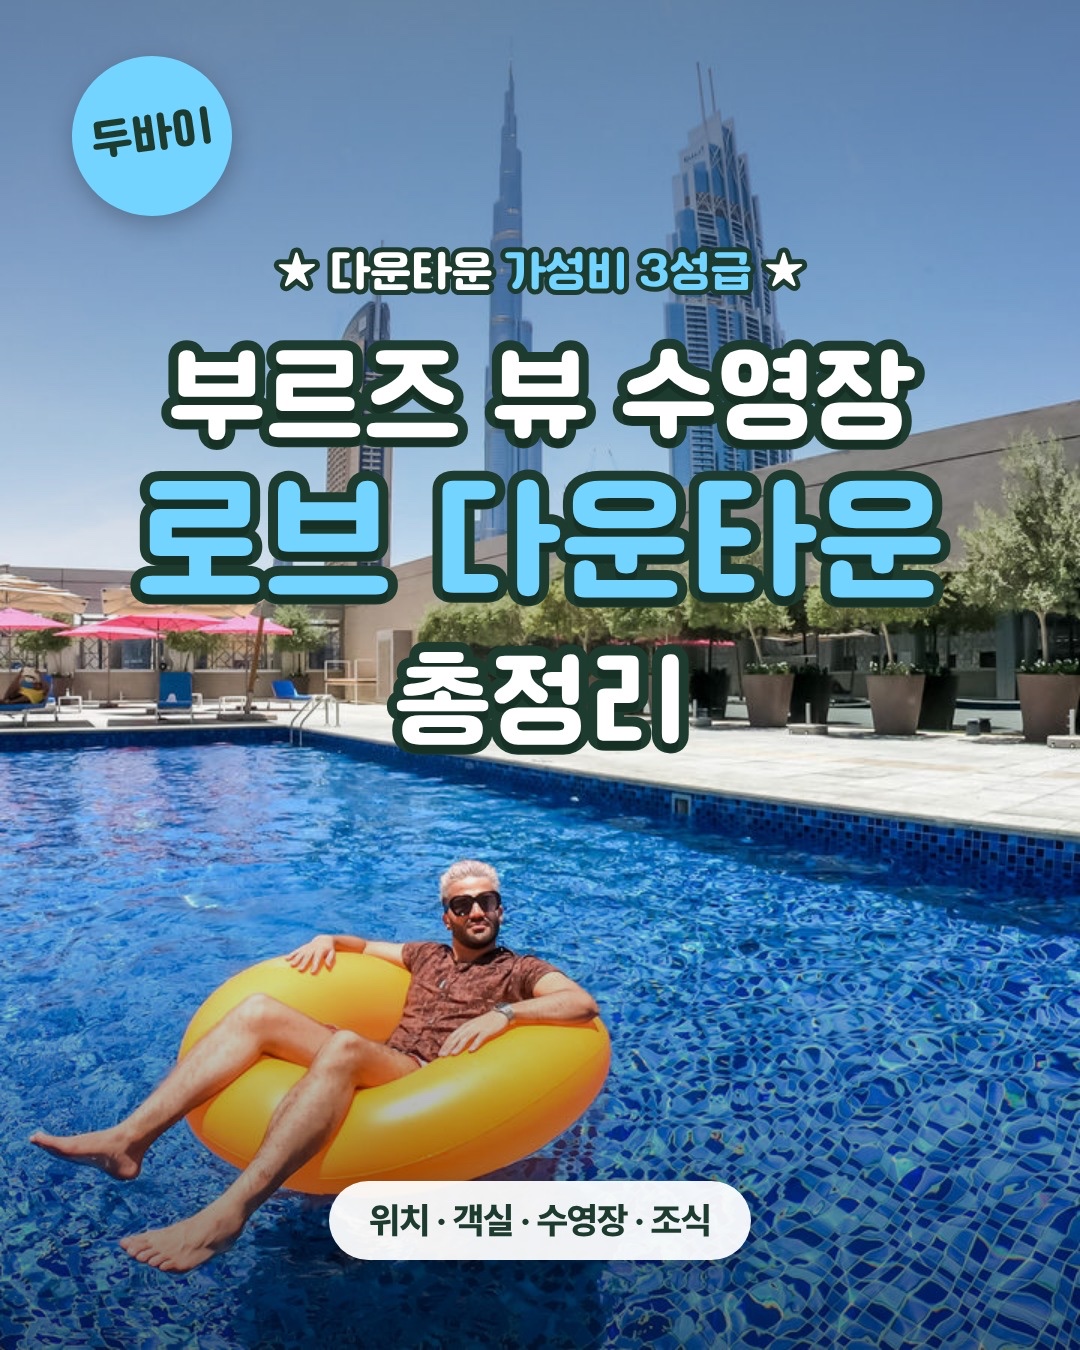 두바이
★ 다운타운 가성비 3성급 ★
부르즈 뷰 수영장
로브 다운타운
총정리
위치 · 객실 · 수영장 · 조식